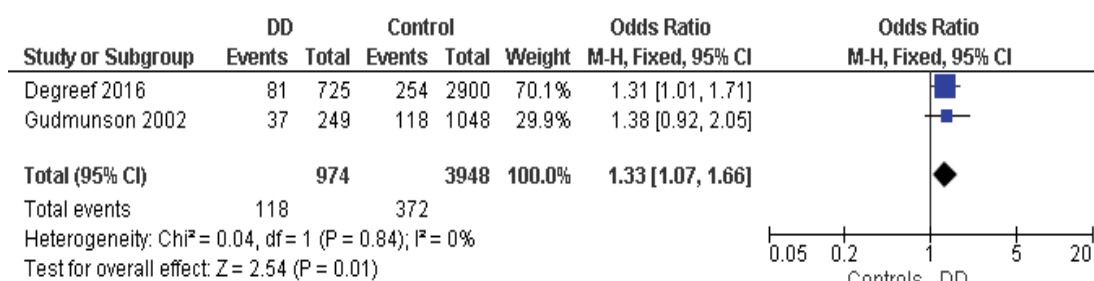 DD Control Odds Ratio Odds Ratio
Study or Subgroup Events Total Events Total Weight M-H, Fixed, 95% CI M-H, Fixed, 95% CI
Degreef 2016 81 725 254 2900 70.1% 1.31 [1.01, 1.71]
Gudmunson 2002 37 249 118 1048 29.9% 1.38 [0.92, 2.05]
Total (95% CI) 974 3948 100.0% 1.33 [1.07, 1.66]
Total events 118 372
Heterogeneity: Chi² = 0.04, df = 1 (P = 0.84); I² = 0%
Test for overall effect: Z = 2.54 (P = 0.01)
0.05 0.2 1 5 20
Controls DD